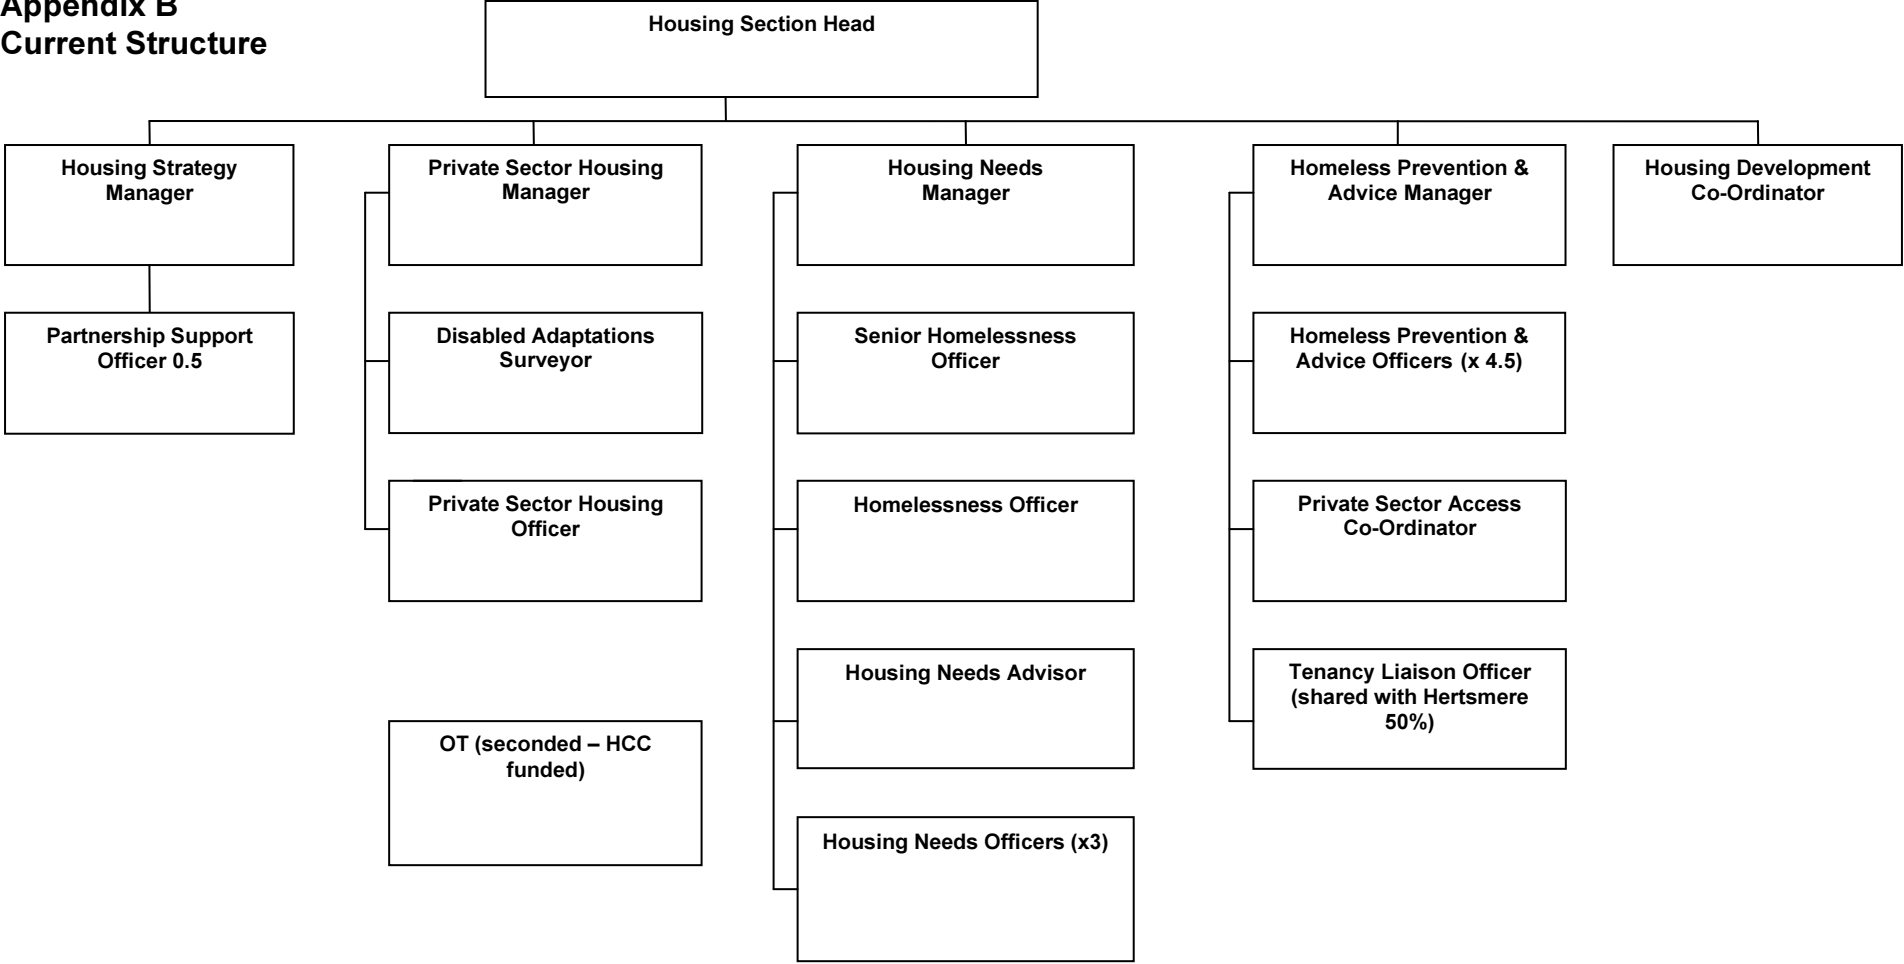 Appendix B
Current Structure
Housing Section Head
Housing Strategy
Manager
Private Sector Housing
Manager
Housing Needs
Manager
Homeless Prevention &
Advice Manager
Housing Development
Co-Ordinator
Partnership Support
Officer 0.5
Disabled Adaptations
Surveyor
Senior Homelessness
Officer
Homeless Prevention &
Advice Officers (x 4.5)
Private Sector Housing
Officer
Homelessness Officer
Private Sector Access
Co-Ordinator
OT (seconded – HCC
funded)
Housing Needs Advisor
Tenancy Liaison Officer
(shared with Hertsmere
50%)
Housing Needs Officers (x3)